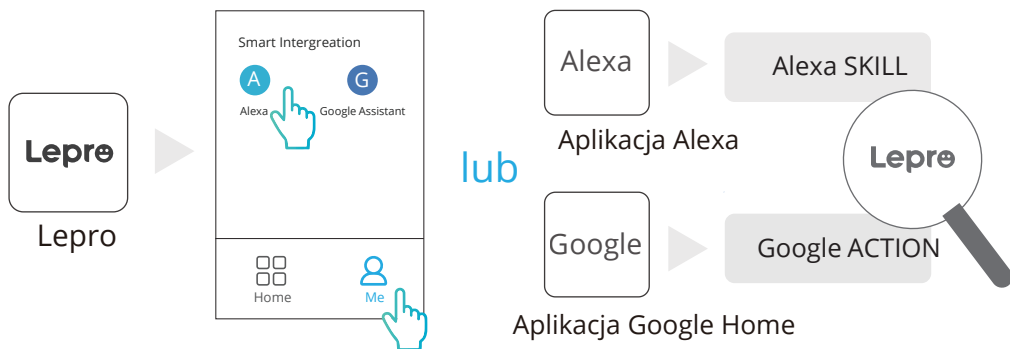 Lepro
Lepro
Smart Intergreation
A
G
Alexa
Google Assistant
Home
Me
lub
Alexa
Alexa SKILL
Aplikacja Alexa
Lepro
Google
Google ACTION
Aplikacja Google Home